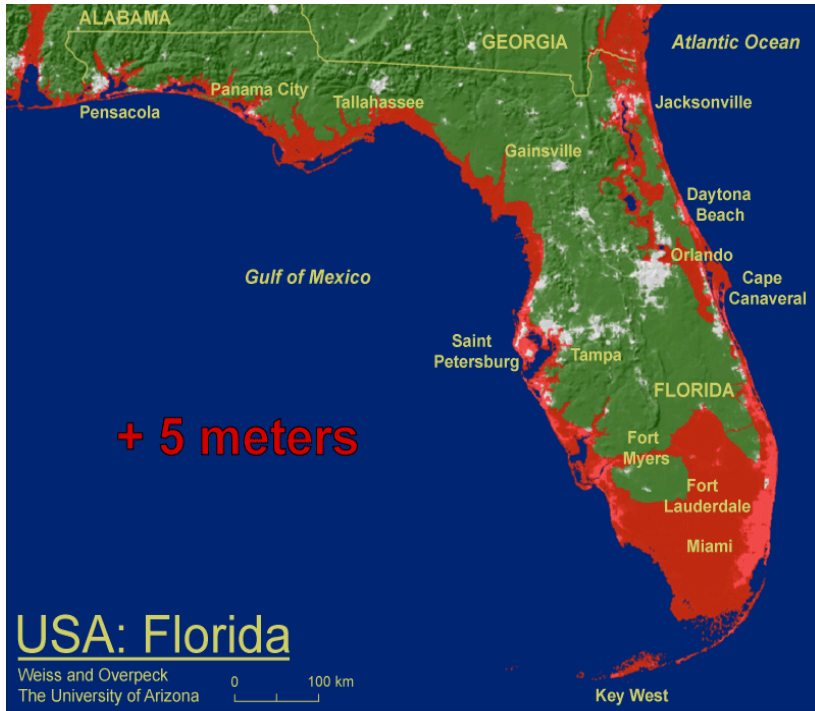 ALABAMA
GEORGIA
Atlantic Ocean
Panama City
Tallahassee
Pensacola
Jacksonville
Gainsville
Daytona
Beach
Orlando
Gulf of Mexico
Cape
Canaveral
Saint
Petersburg
Tampa
FLORIDA
+ 5 meters
Fort
Myers
Fort
Lauderdale
Miami
USA: Florida
Weiss and Overpeck
The University of Arizona
0 100 km
Key West